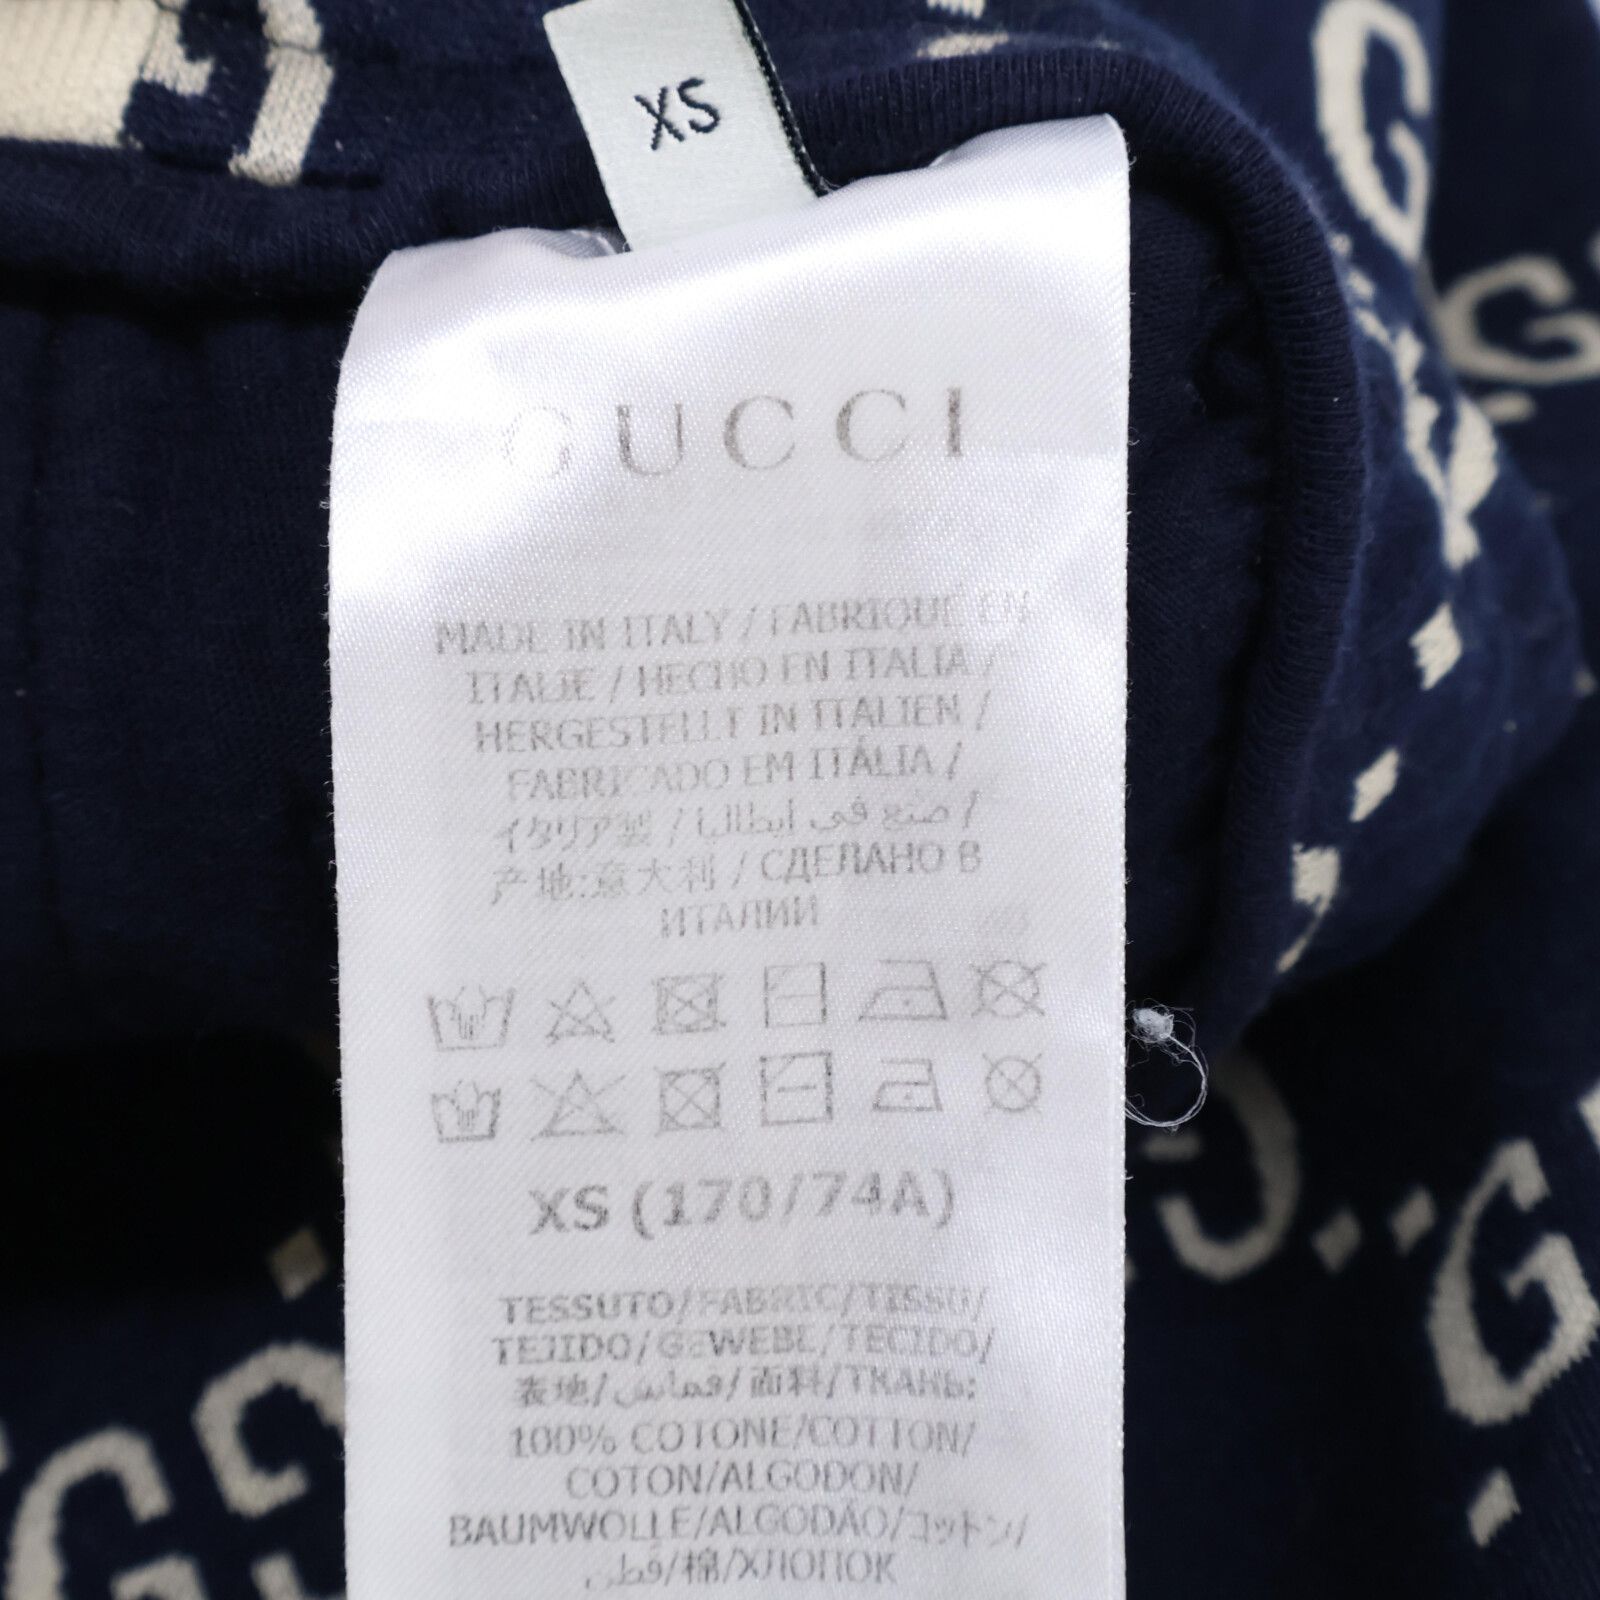 XS
GUCCI
MADE IN ITALY / FABRIQUÉ EN
ITALIE / HECHO EN ITALIA /
HERGESTELLT IN ITALIEN /
FABRICADO EM ITÁLIA /
イタリア製 / صنع في ايطاليا /
产地:意大利 / СДЕЛАНО В
ИТАЛИИ
XS (170/74A)
TESSUTO/FABRIC/TISSU/
TEJIDO/GEWEBE/TECIDO/
表地/قماش/面料/ТКАНЬ:
100% COTONE/COTTON/
COTON/ALGODON/
BAUMWOLLE/ALGODÃO/コットン/
قطن/棉/ХЛОПОК